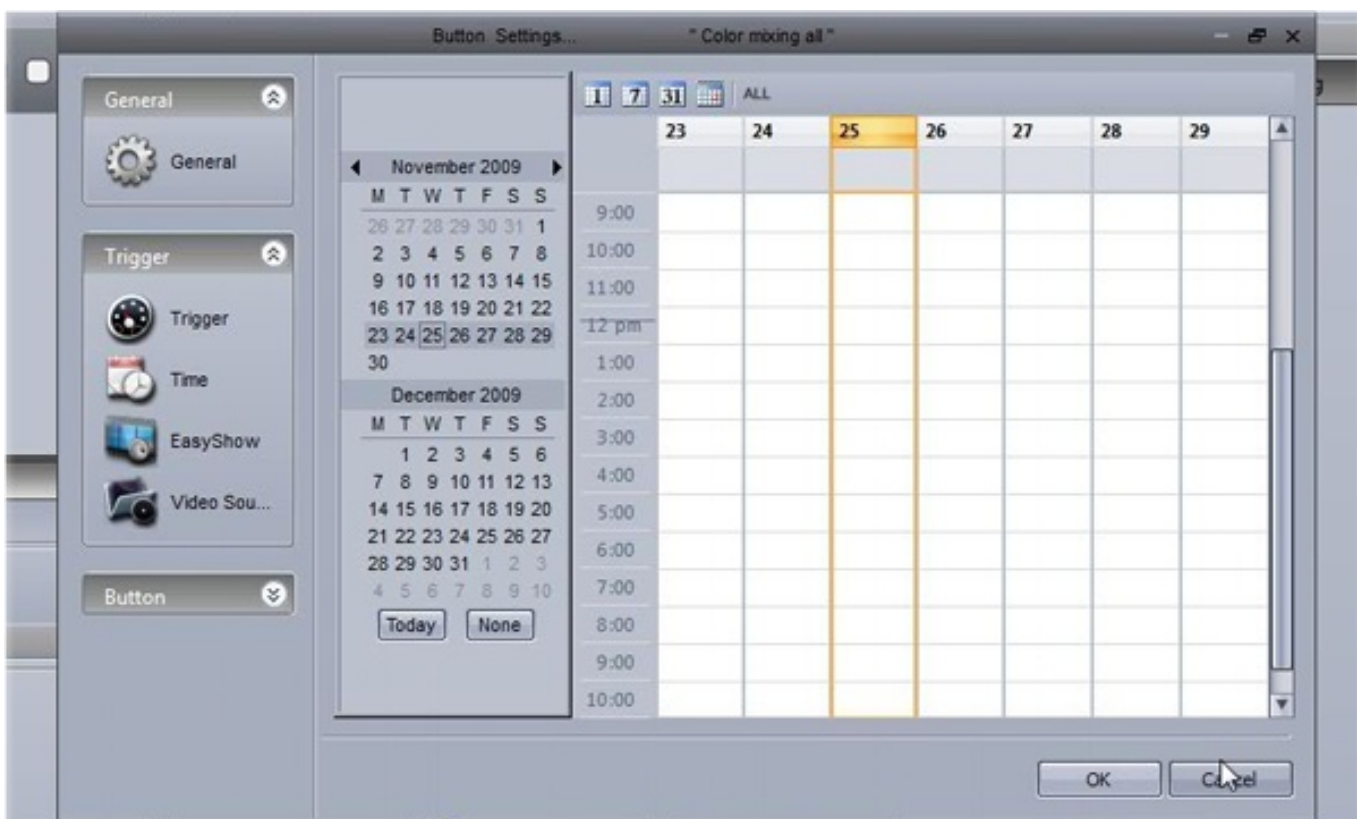 Button Settings... " Color mixing all "
General
General
Trigger
Trigger
Time
EasyShow
Video Sou...
Button
November 2009
M T W T F S S
26 27 28 29 30 31 1
2 3 4 5 6 7 8
9 10 11 12 13 14 15
16 17 18 19 20 21 22
23 24 25 26 27 28 29
30
December 2009
M T W T F S S
1 2 3 4 5 6
7 8 9 10 11 12 13
14 15 16 17 18 19 20
21 22 23 24 25 26 27
28 29 30 31 1 2 3
4 5 6 7 8 9 10
Today None
1 7 31 ALL
23 24 25 26 27 28 29
9:00
10:00
11:00
12 pm
1:00
2:00
3:00
4:00
5:00
6:00
7:00
8:00
9:00
10:00
OK Cancel